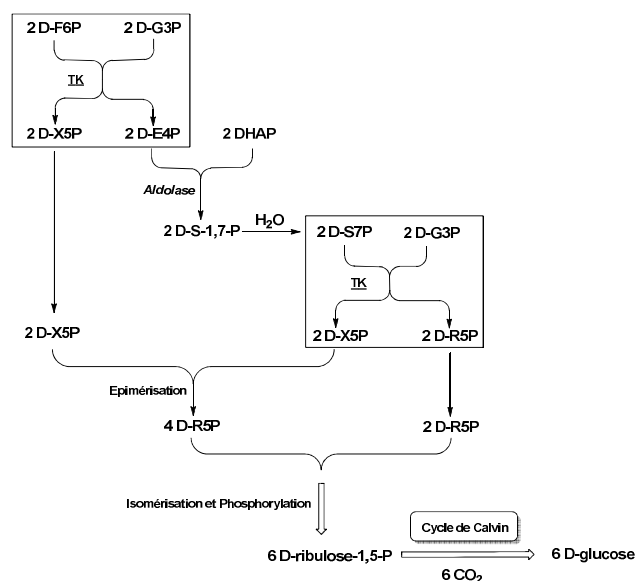 2 D-F6P 2 D-G3P
TK
2 D-X5P 2 D-E4P 2 DHAP
Aldolase
2 D-S-1,7-P H₂O 2 D-S7P 2 D-G3P
TK
2 D-X5P 2 D-X5P 2 D-R5P
Epimérisation
4 D-R5P 2 D-R5P
Isomérisation et Phosphorylation
Cycle de Calvin
6 D-ribulose-1,5-P 6 D-glucose
6 CO₂